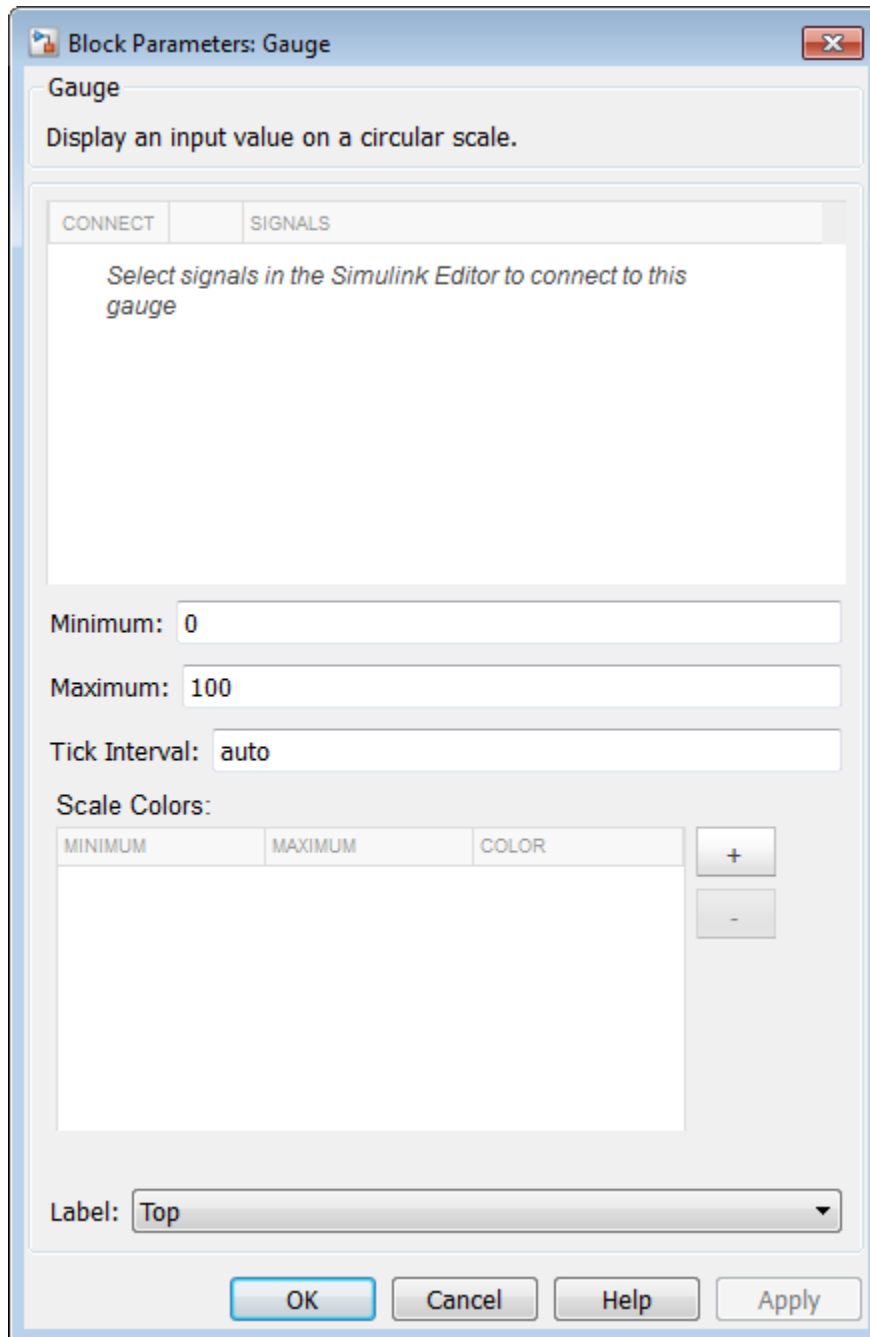 Block Parameters: Gauge
Gauge
Display an input value on a circular scale.
CONNECT SIGNALS
Select signals in the Simulink Editor to connect to this
gauge
Minimum: 0
Maximum: 100
Tick Interval: auto
Scale Colors:
MINIMUM MAXIMUM COLOR
+
-
Label: Top
OK Cancel Help Apply